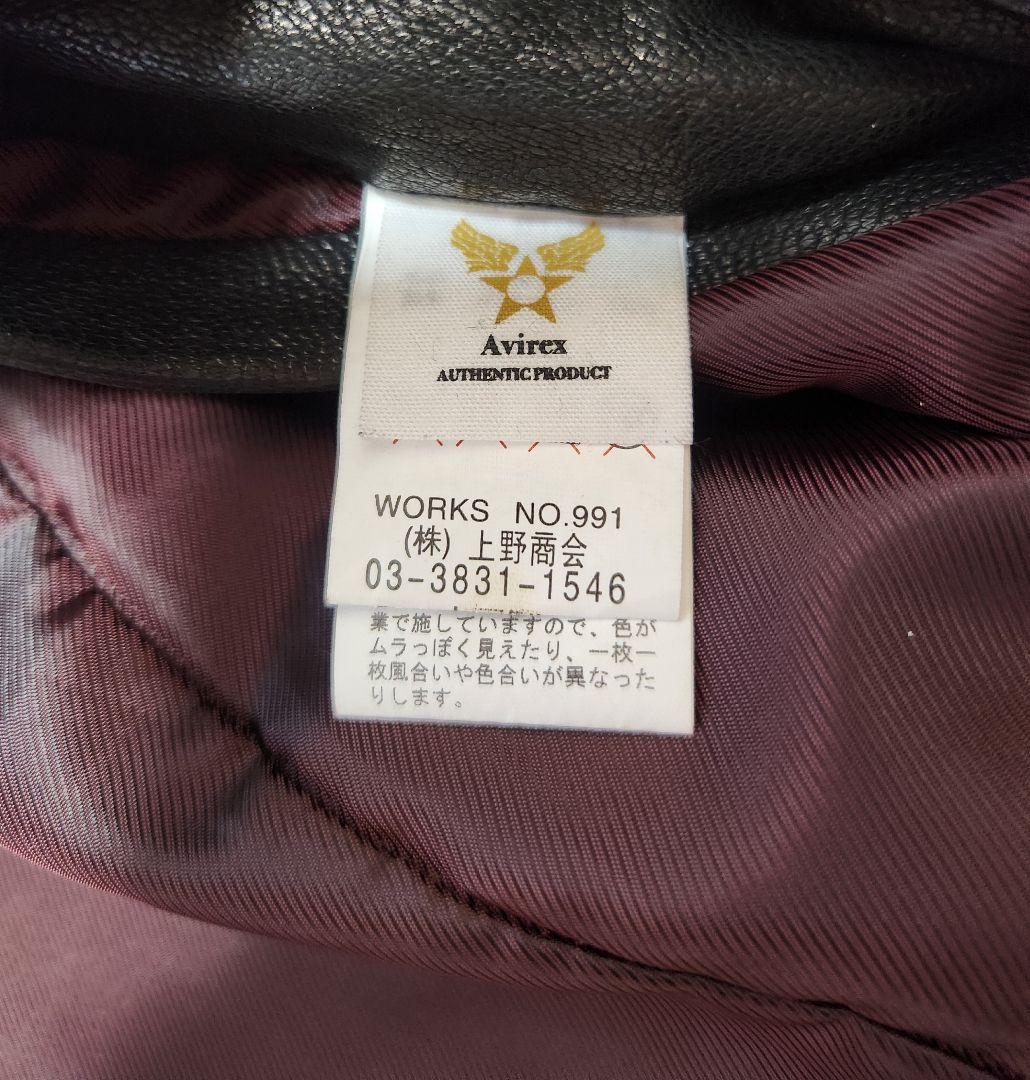 Avirex
AUTHENTIC PRODUCT
WORKS NO.991
(株) 上野商会
03-3831-1546
業で施していますので、色が
ムラっぽく見えたり、一枚一
枚風合いや色合いが異なった
りします。